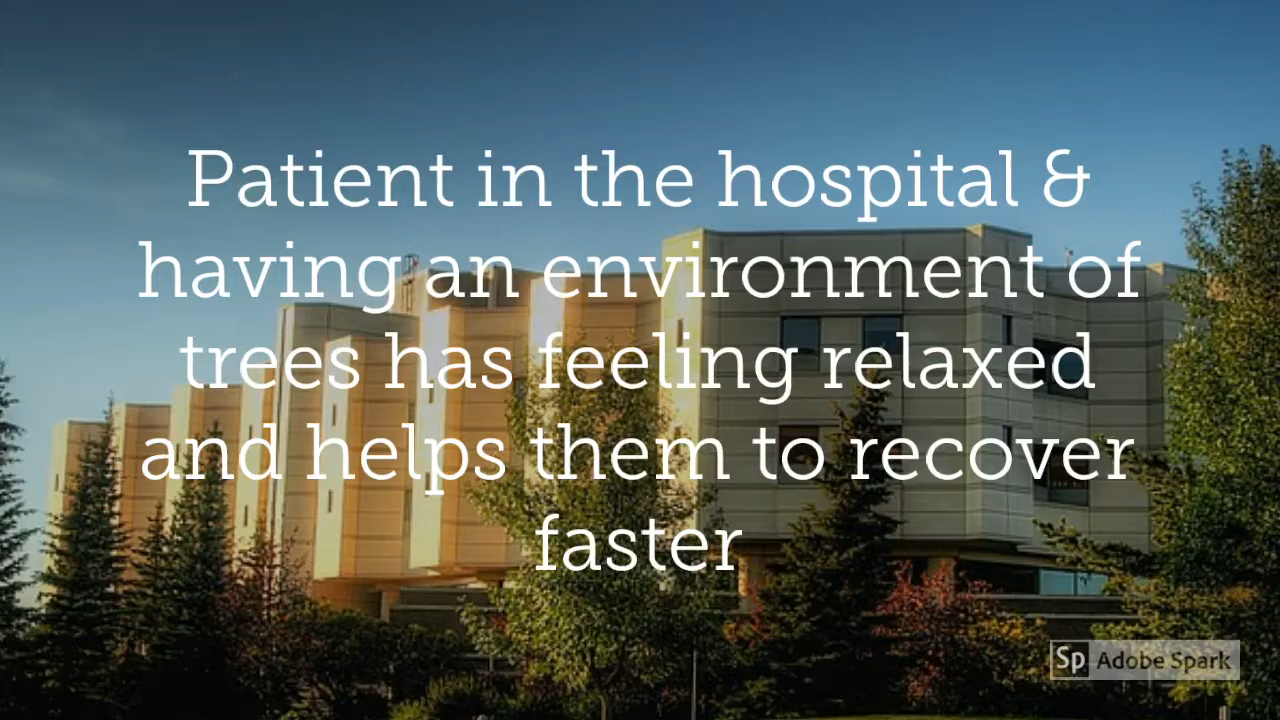 Patient in the hospital &
having an environment of
trees has feeling relaxed
and helps them to recover
faster
Sp Adobe Spark